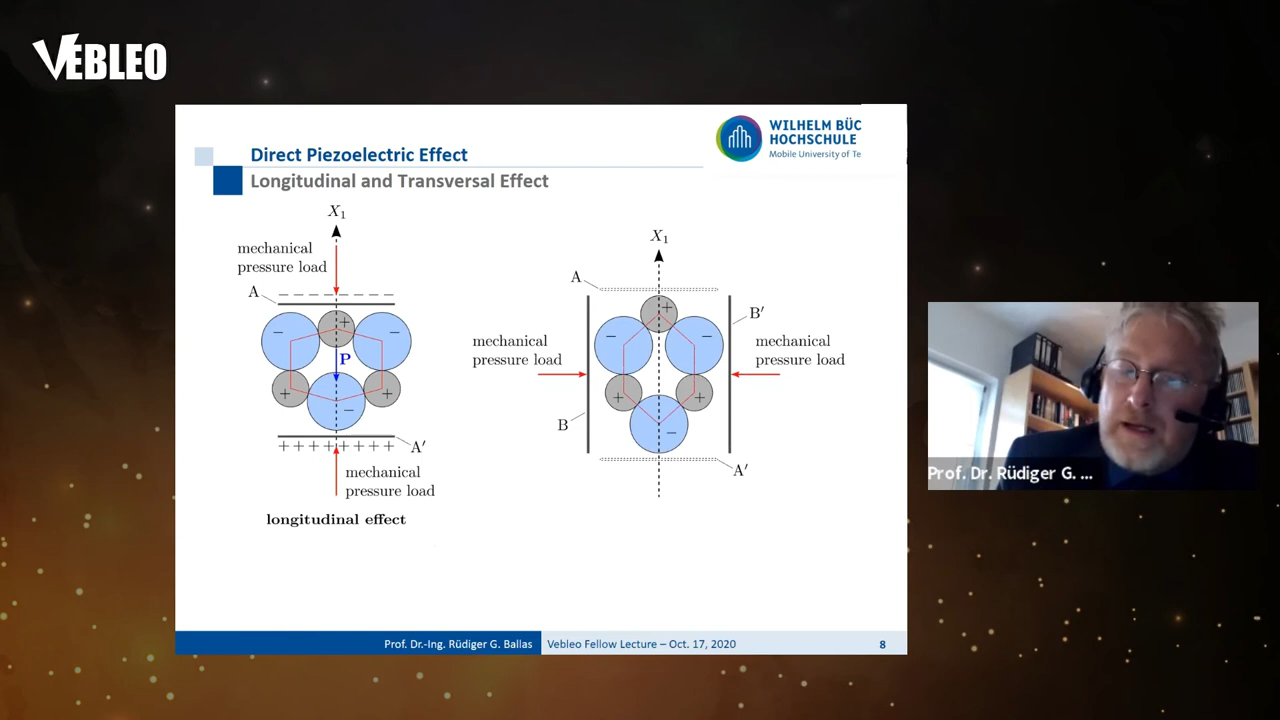 VEBLEO
WILHELM BÜC
HOCHSCHULE
Mobile University of Te
Direct Piezoelectric Effect
Longitudinal and Transversal Effect
X1
mechanical
pressure load
A
− − − − − − − −
− + −
P
+ − +
+ + + + + + + +
A′
mechanical
pressure load
longitudinal effect
X1
A
B′
mechanical
pressure load
+
− −
+ +
−
mechanical
pressure load
B
A′
Prof. Dr. Rüdiger G. ...
Prof. Dr.-Ing. Rüdiger G. Ballas
Vebleo Fellow Lecture – Oct. 17, 2020
8